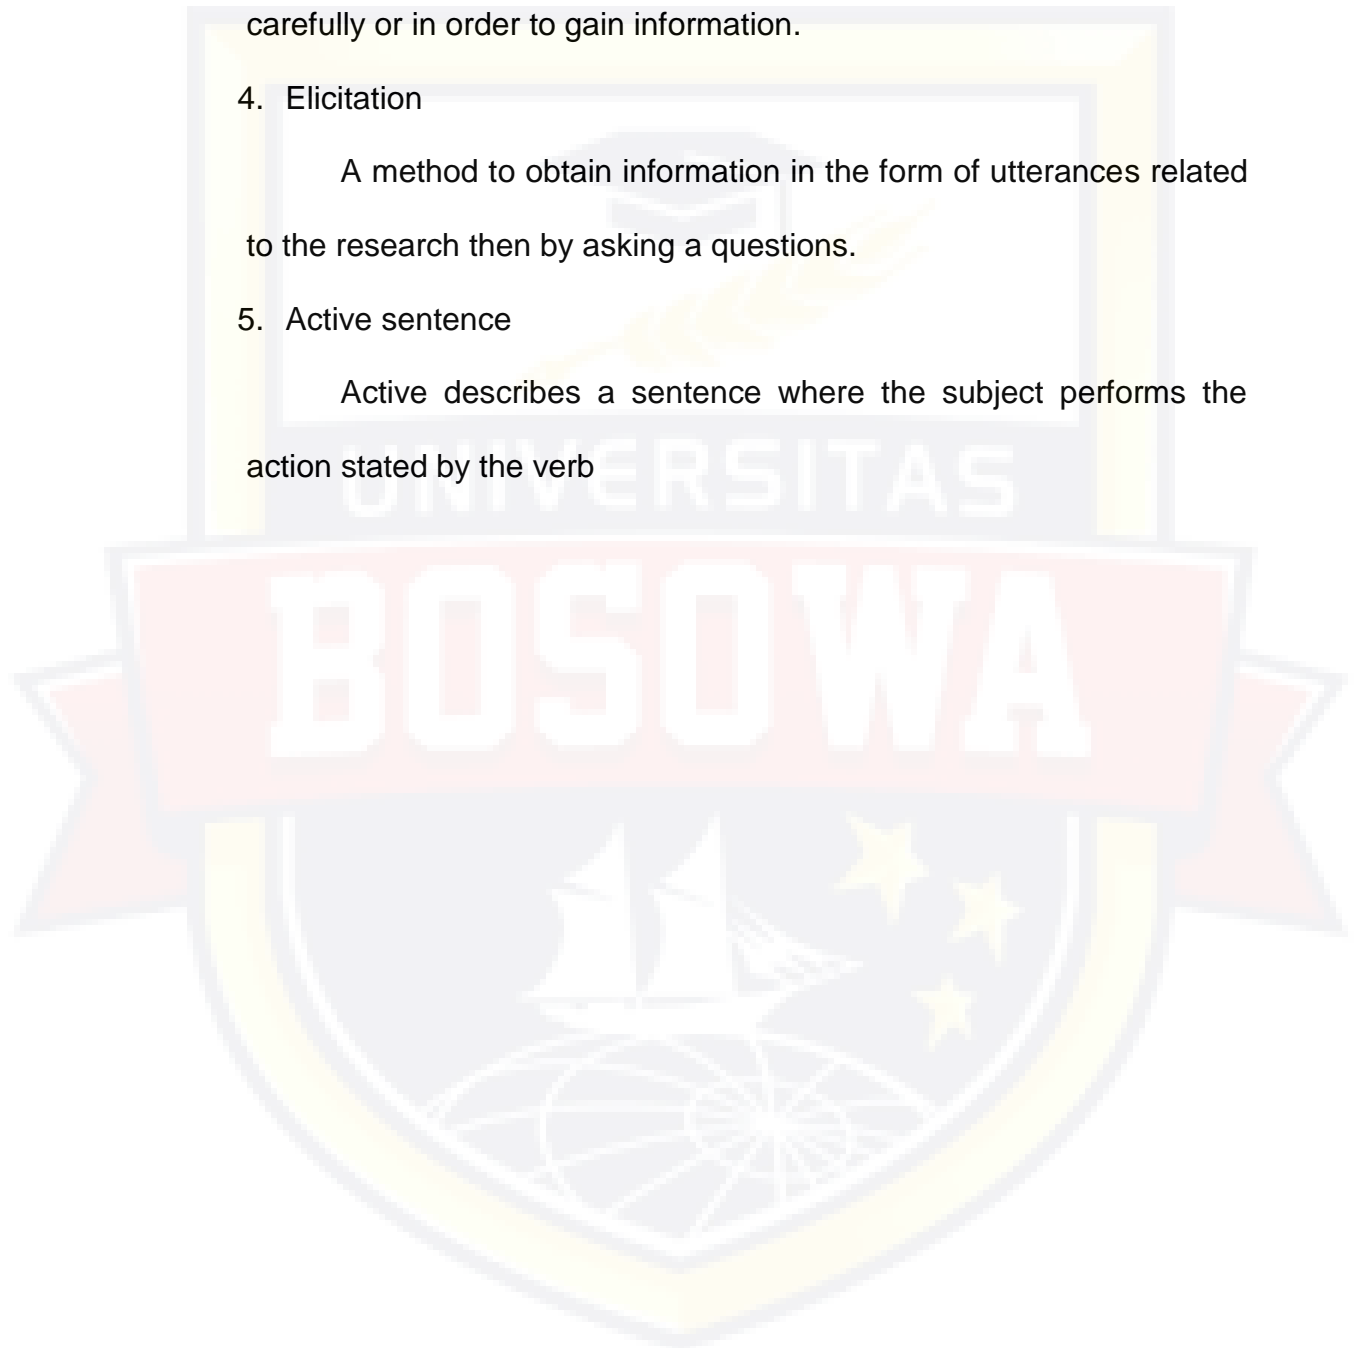 carefully or in order to gain information.
4. Elicitation
A method to obtain information in the form of utterances related
to the research then by asking a questions.
5. Active sentence
Active describes a sentence where the subject performs the
action stated by the verb
UNIVERSITAS
BOSOWA